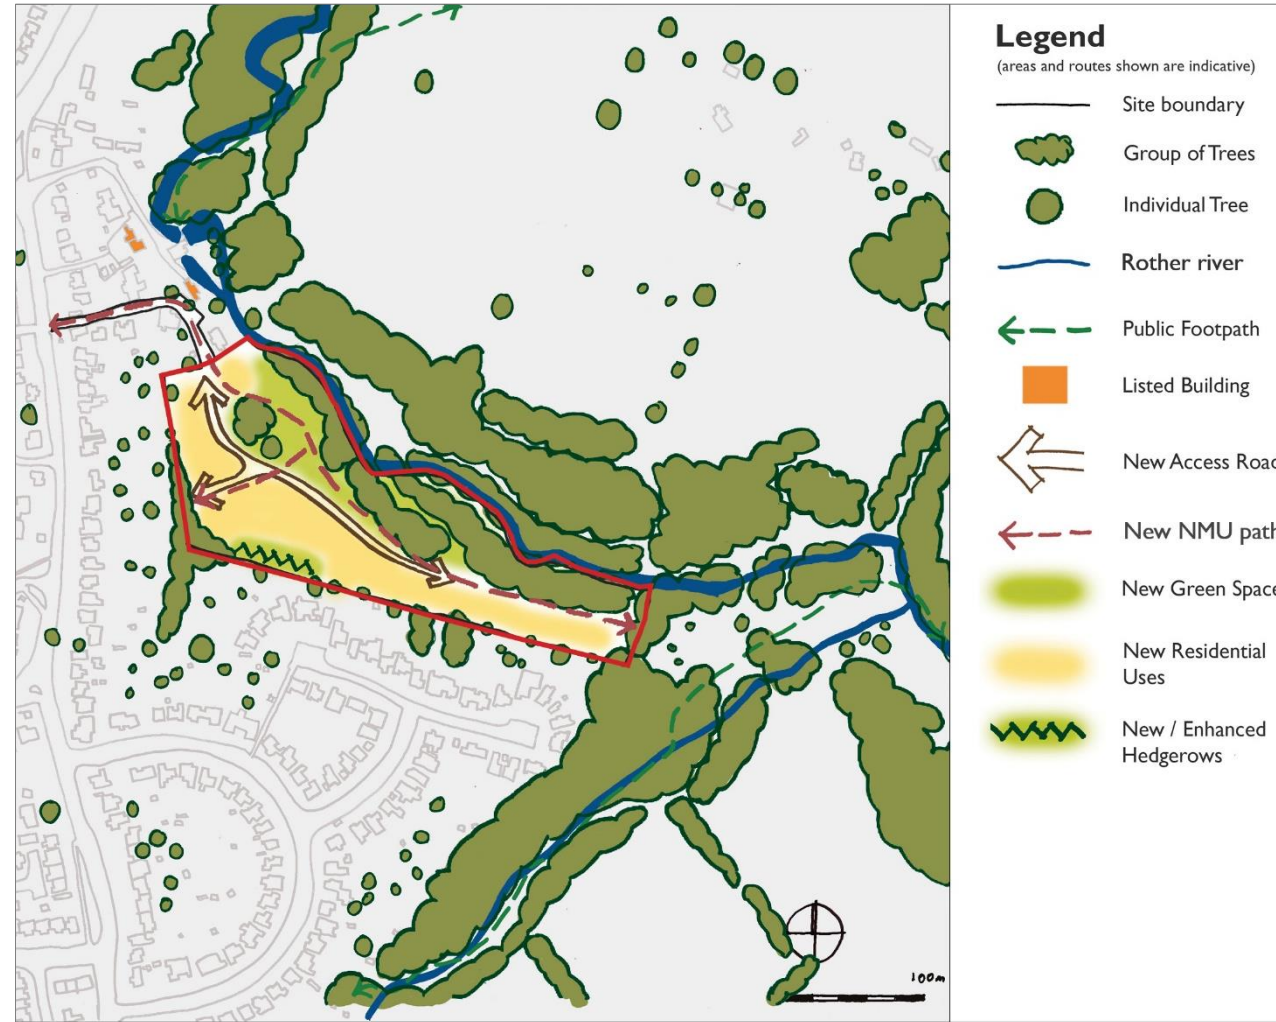 Legend
(areas and routes shown are indicative)
Site boundary
Group of Trees
Individual Tree
Rother river
Public Footpath
Listed Building
New Access Road
New NMU path
New Green Space
New Residential
Uses
New / Enhanced
Hedgerows
100m